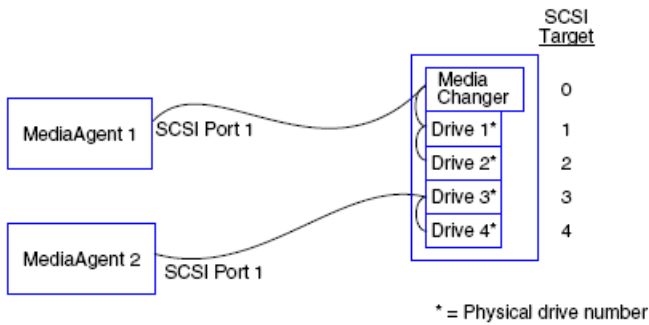 SCSI
Target
Media
Changer
0
MediaAgent 1
SCSI Port 1
Drive 1*
1
Drive 2*
2
Drive 3*
3
Drive 4*
4
MediaAgent 2
SCSI Port 1
* = Physical drive number